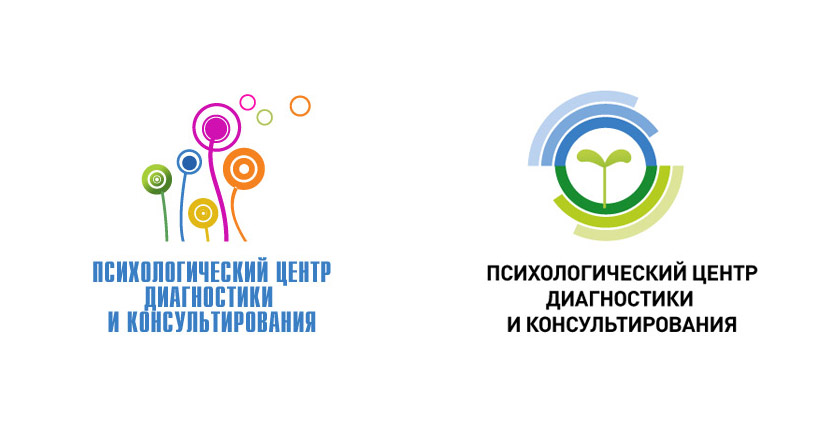 ПСИХОЛОГИЧЕСКИЙ ЦЕНТР
ДИАГНОСТИКИ
И КОНСУЛЬТИРОВАНИЯ
ПСИХОЛОГИЧЕСКИЙ ЦЕНТР
ДИАГНОСТИКИ
И КОНСУЛЬТИРОВАНИЯ